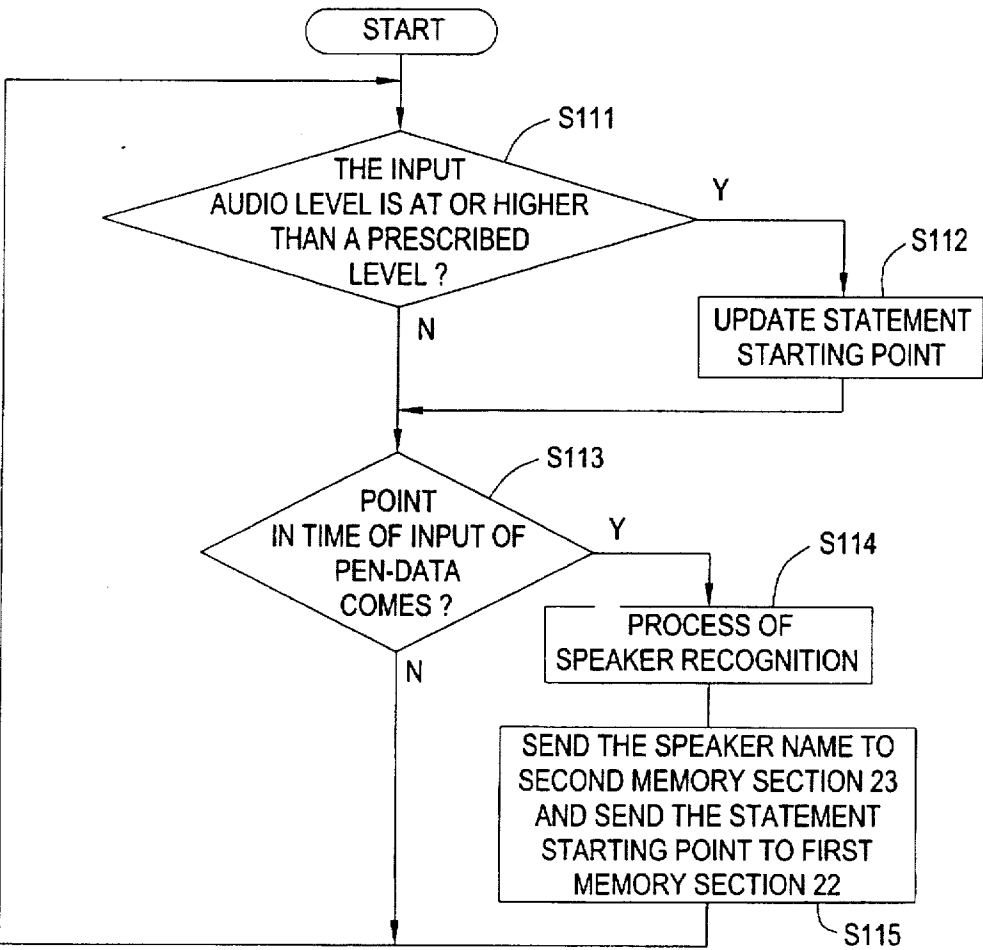 START
S111
THE INPUT
AUDIO LEVEL IS AT OR HIGHER
THAN A PRESCRIBED
LEVEL ?
Y
S112
N
UPDATE STATEMENT
STARTING POINT
S113
POINT
IN TIME OF INPUT OF
PEN-DATA
COMES ?
Y
S114
N
PROCESS OF
SPEAKER RECOGNITION
SEND THE SPEAKER NAME TO
SECOND MEMORY SECTION 23
AND SEND THE STATEMENT
STARTING POINT TO FIRST
MEMORY SECTION 22
S115